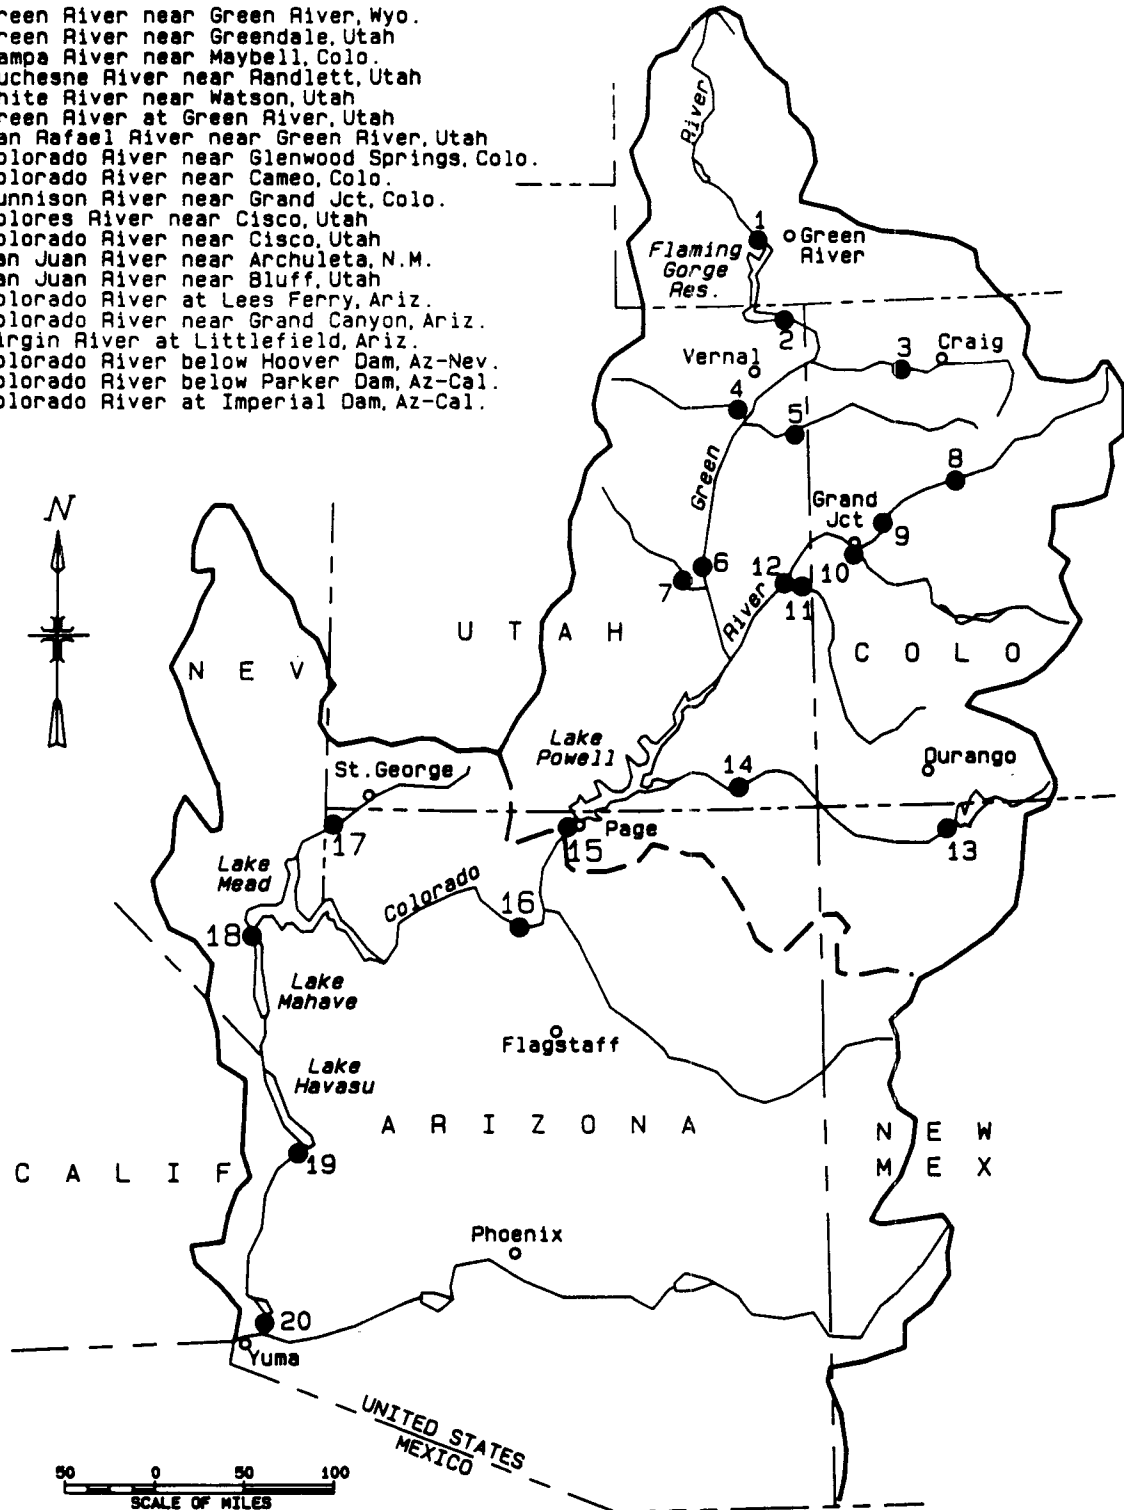 reen River near Green River, Wyo.
reen River near Greendale, Utah
ampa River near Maybell, Colo.
uchesne River near Randlett, Utah
hite River near Watson, Utah
reen River at Green River, Utah
an Rafael River near Green River, Utah
olorado River near Glenwood Springs, Colo.
olorado River near Cameo, Colo.
unnison River near Grand Jct, Colo.
olores River near Cisco, Utah
olorado River near Cisco, Utah
an Juan River near Archuleta, N.M.
an Juan River near Bluff, Utah
olorado River at Lees Ferry, Ariz.
olorado River near Grand Canyon, Ariz.
irgin River at Littlefield, Ariz.
olorado River below Hoover Dam, Az-Nev.
olorado River below Parker Dam, Az-Cal.
olorado River at Imperial Dam, Az-Cal.
River
1
Green
River
Flaming
Gorge
Res.
2
3
Craig
Vernal
4
5
Green
8
Grand
Jct
9
N
6
7
12
10
11
River
UTAH
COLO
NEV
Lake
Powell
Durango
14
St. George
Page
15
13
17
Lake
Mead
Colorado
16
18
Lake
Mahave
Flagstaff
Lake
Havasu
ARIZONA
NEW
MEX
CALIF
19
Phoenix
20
Yuma
UNITED STATES
MEXICO
50 0 50 100
SCALE OF MILES